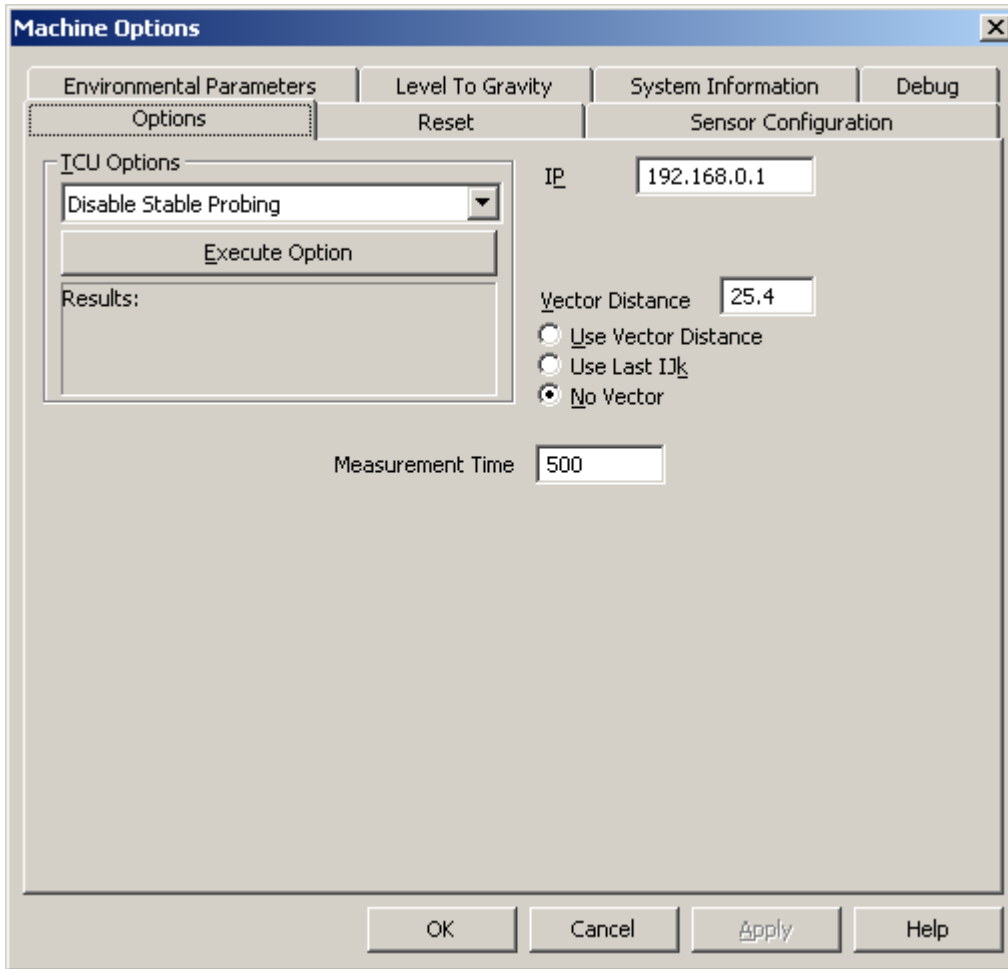 Machine Options
Environmental Parameters Level To Gravity System Information Debug
Options Reset Sensor Configuration
TCU Options
Disable Stable Probing
Execute Option
Results:
IP 192.168.0.1
Vector Distance 25.4
Use Vector Distance
Use Last IJk
No Vector
Measurement Time 500
OK Cancel Apply Help